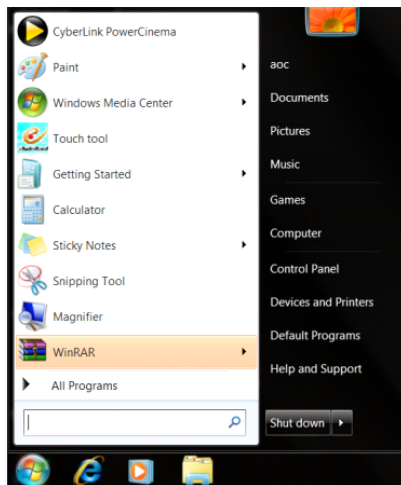 CyberLink PowerCinema
Paint
Windows Media Center
Touch tool
Getting Started
Calculator
Sticky Notes
Snipping Tool
Magnifier
WinRAR
All Programs
aoc
Documents
Pictures
Music
Games
Computer
Control Panel
Devices and Printers
Default Programs
Help and Support
Shut down